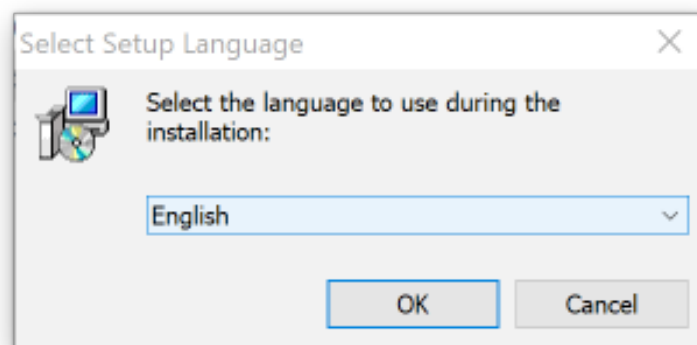 Select Setup Language
Select the language to use during the
installation:
English
OK
Cancel